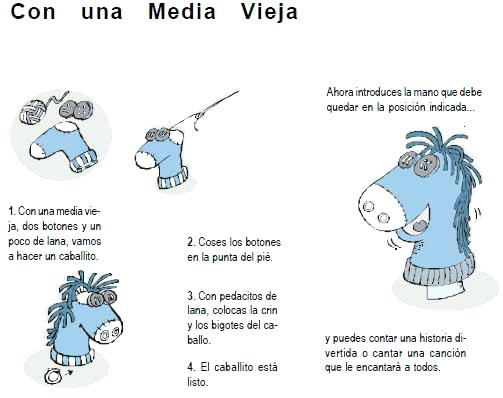 Con una Media Vieja
1. Con una media vie-
ja, dos botones y un
poco de lana, vamos
a hacer un caballito.
2. Coses los botones
en la punta del pié.
3. Con pedacitos de
lana, colocas la crin
y los bigotes del ca-
ballo.
4. El caballito está
listo.
Ahora introduces la mano que debe
quedar en la posición indicada...
y puedes contar una historia di-
vertida o cantar una canción
que le encantará a todos.